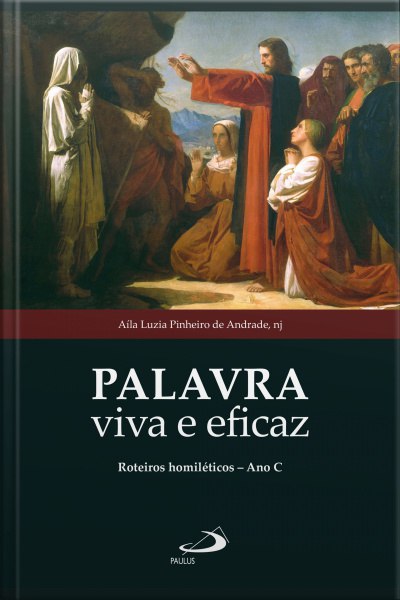 Aíla Luzia Pinheiro de Andrade, nj
PALAVRA
viva e eficaz
Roteiros homiléticos – Ano C
PAULUS